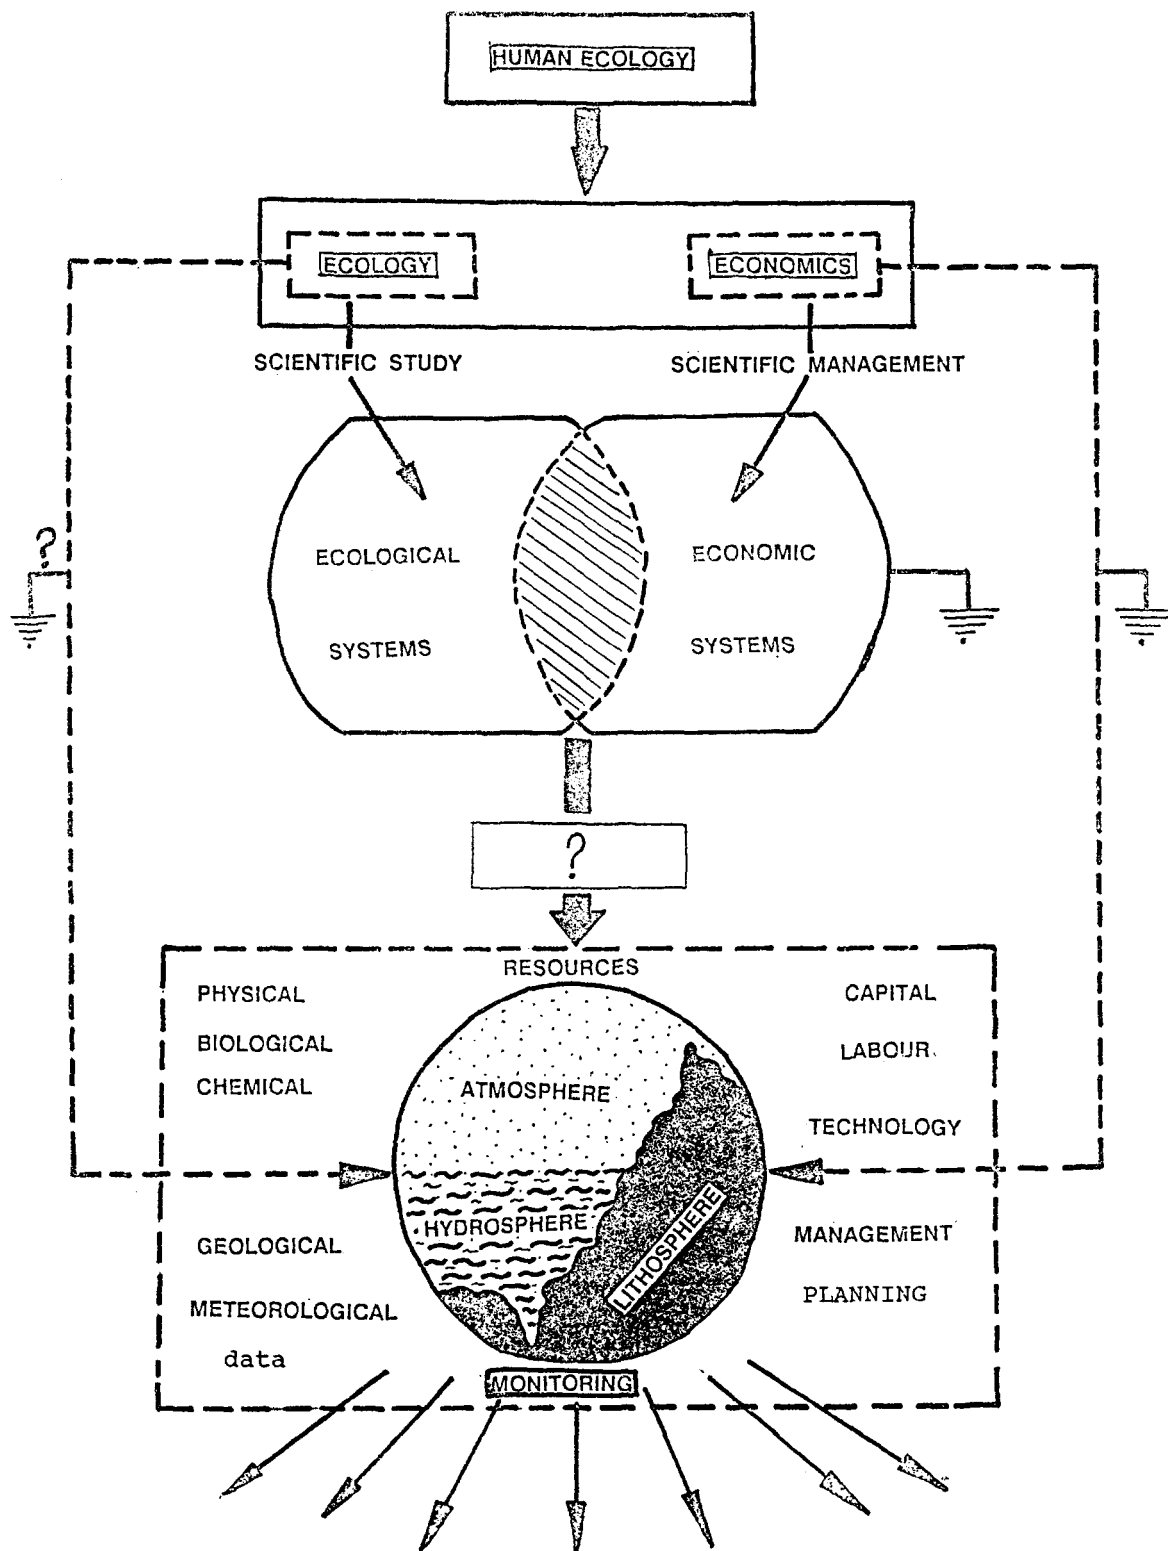 HUMAN ECOLOGY
ECOLOGY
ECONOMICS
SCIENTIFIC STUDY
SCIENTIFIC MANAGEMENT
ECOLOGICAL
SYSTEMS
ECONOMIC
SYSTEMS
?
?
RESOURCES
PHYSICAL
BIOLOGICAL
CHEMICAL
CAPITAL
LABOUR
TECHNOLOGY
ATMOSPHERE
HYDROSPHERE
LITHOSPHERE
GEOLOGICAL
METEOROLOGICAL
data
MANAGEMENT
PLANNING
MONITORING